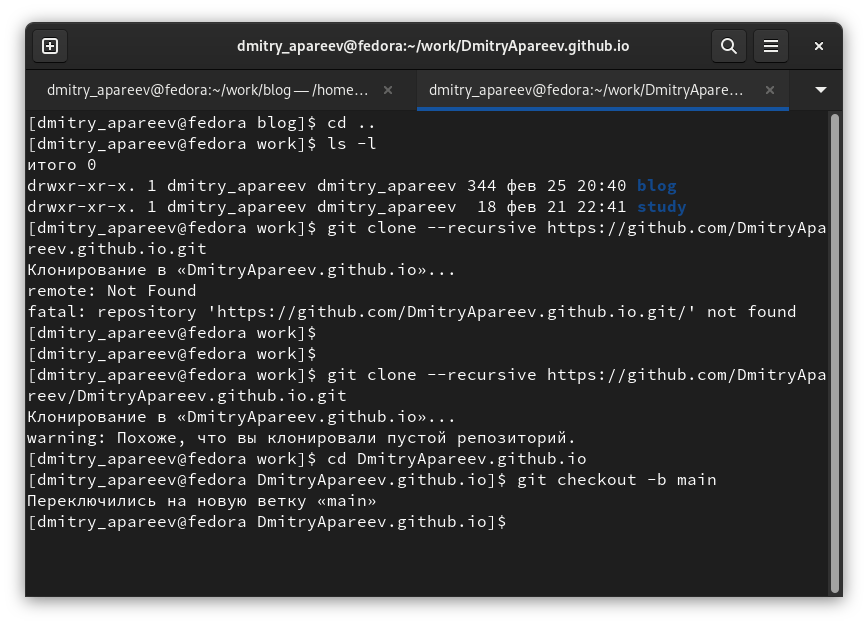 dmitry_apareev@fedora:~/work/DmitryApareev.github.io
dmitry_apareev@fedora:~/work/blog — /home…
dmitry_apareev@fedora:~/work/DmitryApare…
[dmitry_apareev@fedora blog]$ cd ..
[dmitry_apareev@fedora work]$ ls -l
итого 0
drwxr-xr-x. 1 dmitry_apareev dmitry_apareev 344 фев 25 20:40 blog
drwxr-xr-x. 1 dmitry_apareev dmitry_apareev  18 фев 21 22:41 study
[dmitry_apareev@fedora work]$ git clone --recursive https://github.com/DmitryApa
reev.github.io.git
Клонирование в «DmitryApareev.github.io»...
remote: Not Found
fatal: repository 'https://github.com/DmitryApareev.github.io.git/' not found
[dmitry_apareev@fedora work]$
[dmitry_apareev@fedora work]$
[dmitry_apareev@fedora work]$ git clone --recursive https://github.com/DmitryApa
reev/DmitryApareev.github.io.git
Клонирование в «DmitryApareev.github.io»...
warning: Похоже, что вы клонировали пустой репозиторий.
[dmitry_apareev@fedora work]$ cd DmitryApareev.github.io
[dmitry_apareev@fedora DmitryApareev.github.io]$ git checkout -b main
Переключились на новую ветку «main»
[dmitry_apareev@fedora DmitryApareev.github.io]$